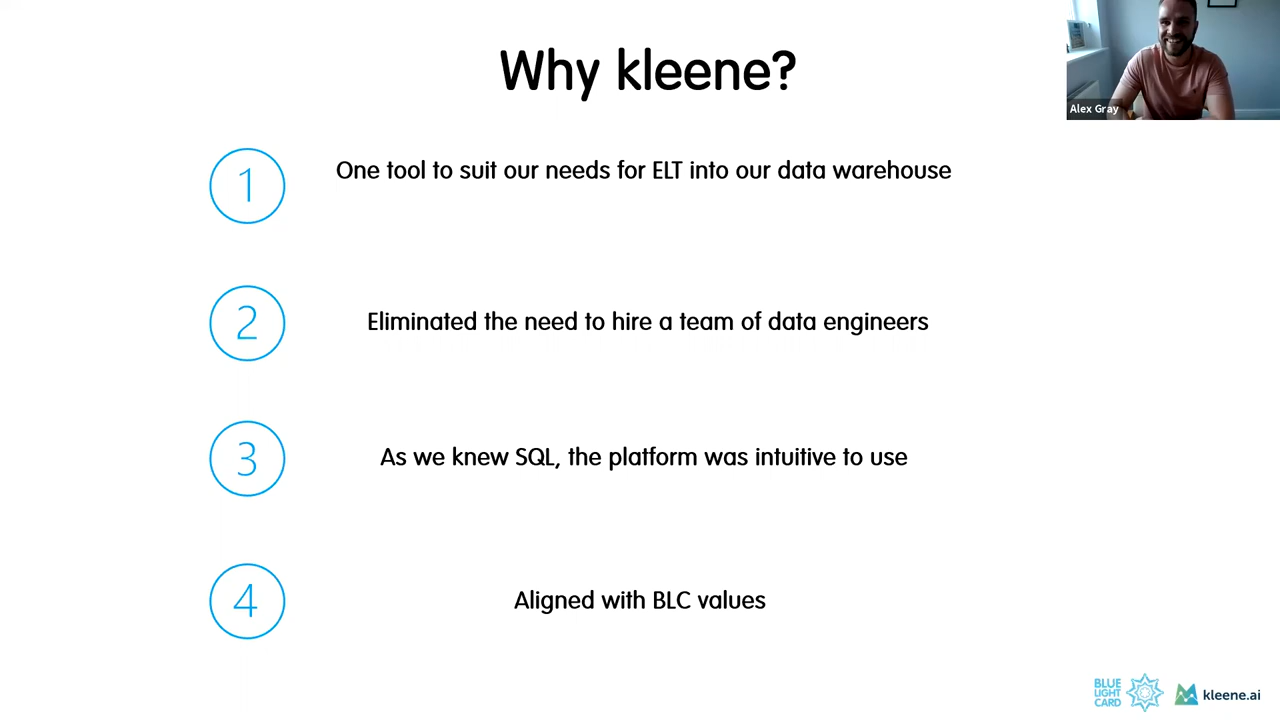 Why kleene?
Alex Gray
1
One tool to suit our needs for ELT into our data warehouse
2
Eliminated the need to hire a team of data engineers
3
As we knew SQL, the platform was intuitive to use
4
Aligned with BLC values
BLUE
LIGHT
CARD
kleene.ai